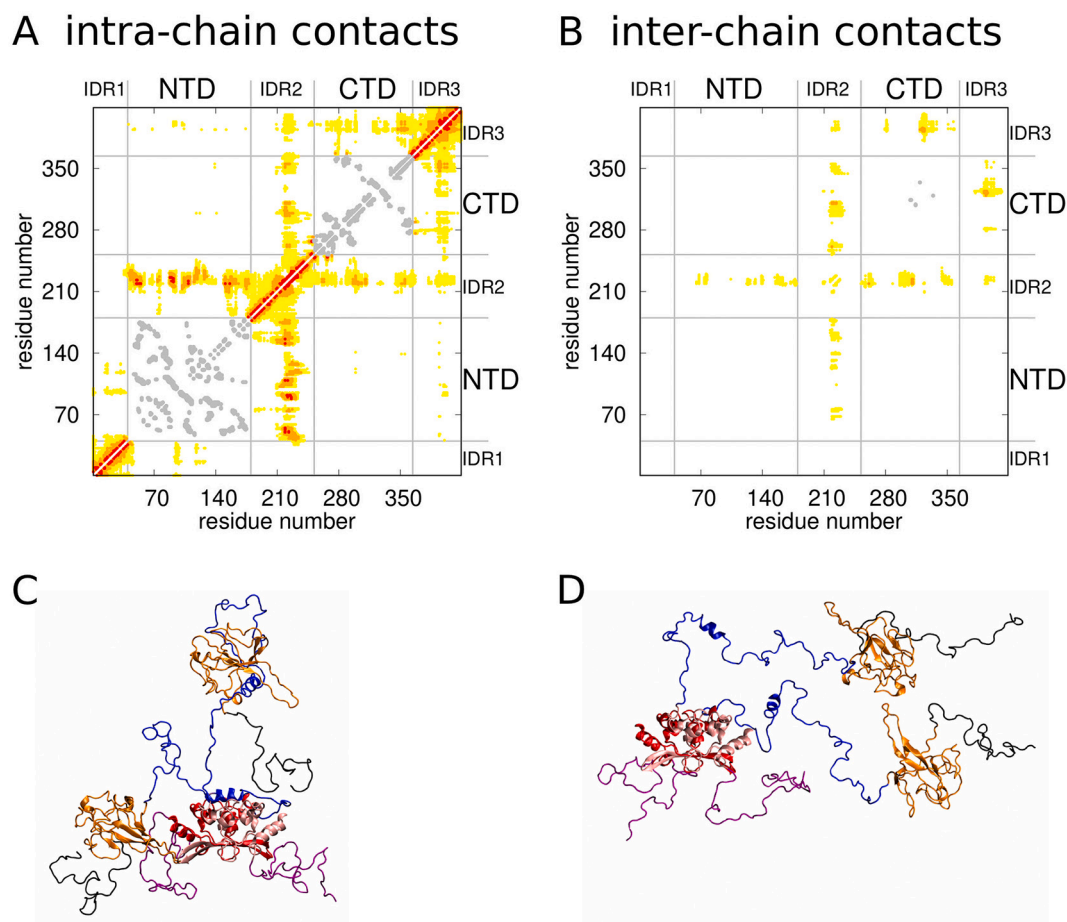 A intra-chain contacts
B inter-chain contacts
IDR1 NTD IDR2 CTD IDR3
IDR1 NTD IDR2 CTD IDR3
350 IDR3
350 IDR3
CTD
CTD
280
280
residue number
residue number
210 IDR2
210 IDR2
140
140
NTD
NTD
70
70
IDR1
IDR1
70 140 210 280 350
70 140 210 280 350
residue number
residue number
C
D